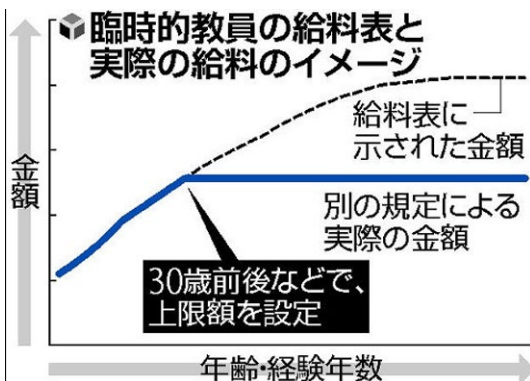 臨時的教員の給料表と
実際の給料のイメージ
給料表に
示された金額
金額
別の規定による
実際の金額
30歳前後などで、
上限額を設定
年齢・経験年数